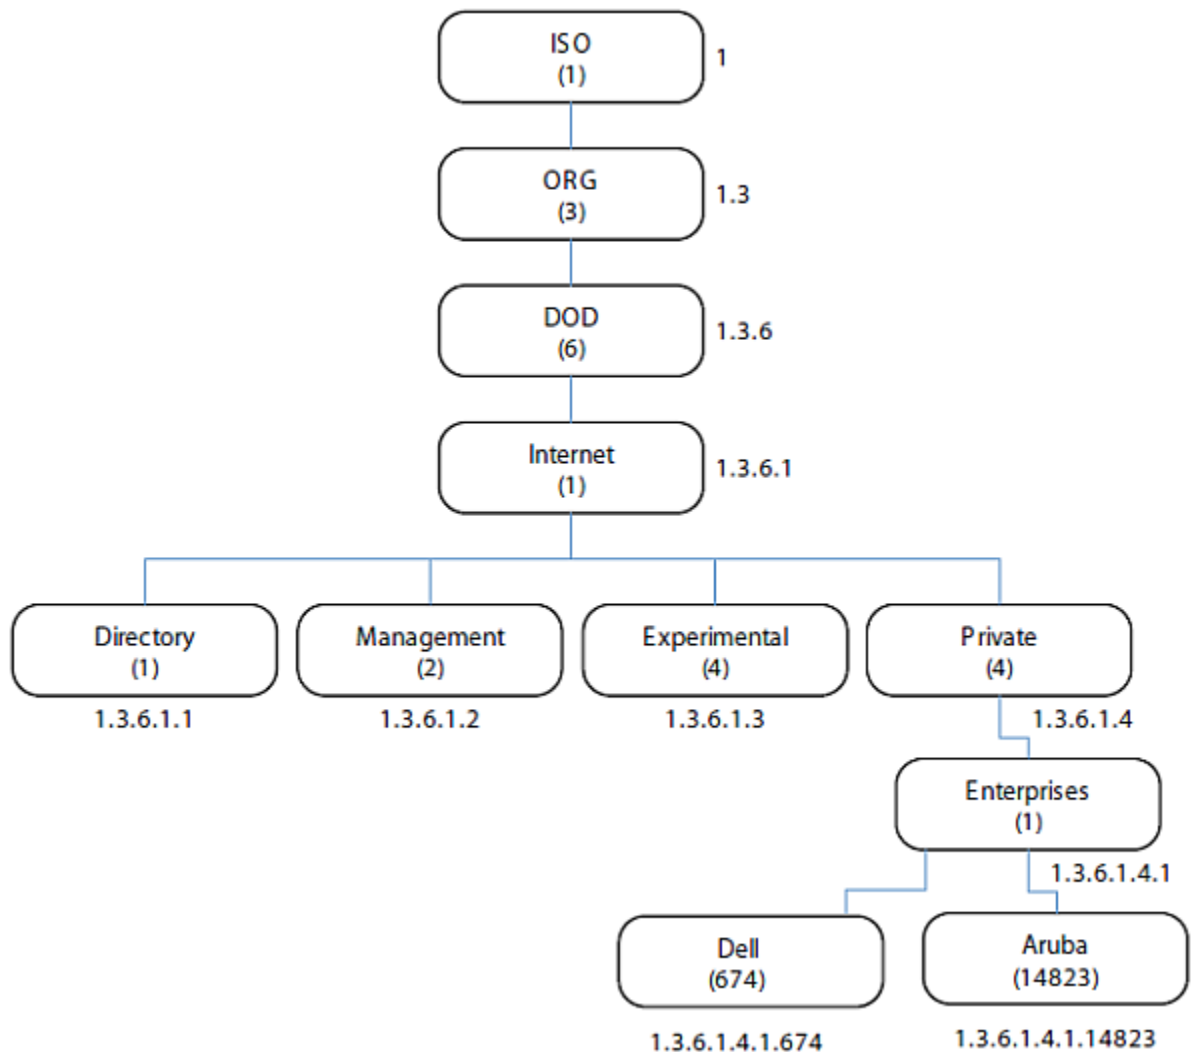 ISO
(1)
1
ORG
(3)
1.3
DOD
(6)
1.3.6
Internet
(1)
1.3.6.1
Directory
(1)
1.3.6.1.1
Management
(2)
1.3.6.1.2
Experimental
(4)
1.3.6.1.3
Private
(4)
1.3.6.1.4
Enterprises
(1)
1.3.6.1.4.1
Dell
(674)
1.3.6.1.4.1.674
Aruba
(14823)
1.3.6.1.4.1.14823